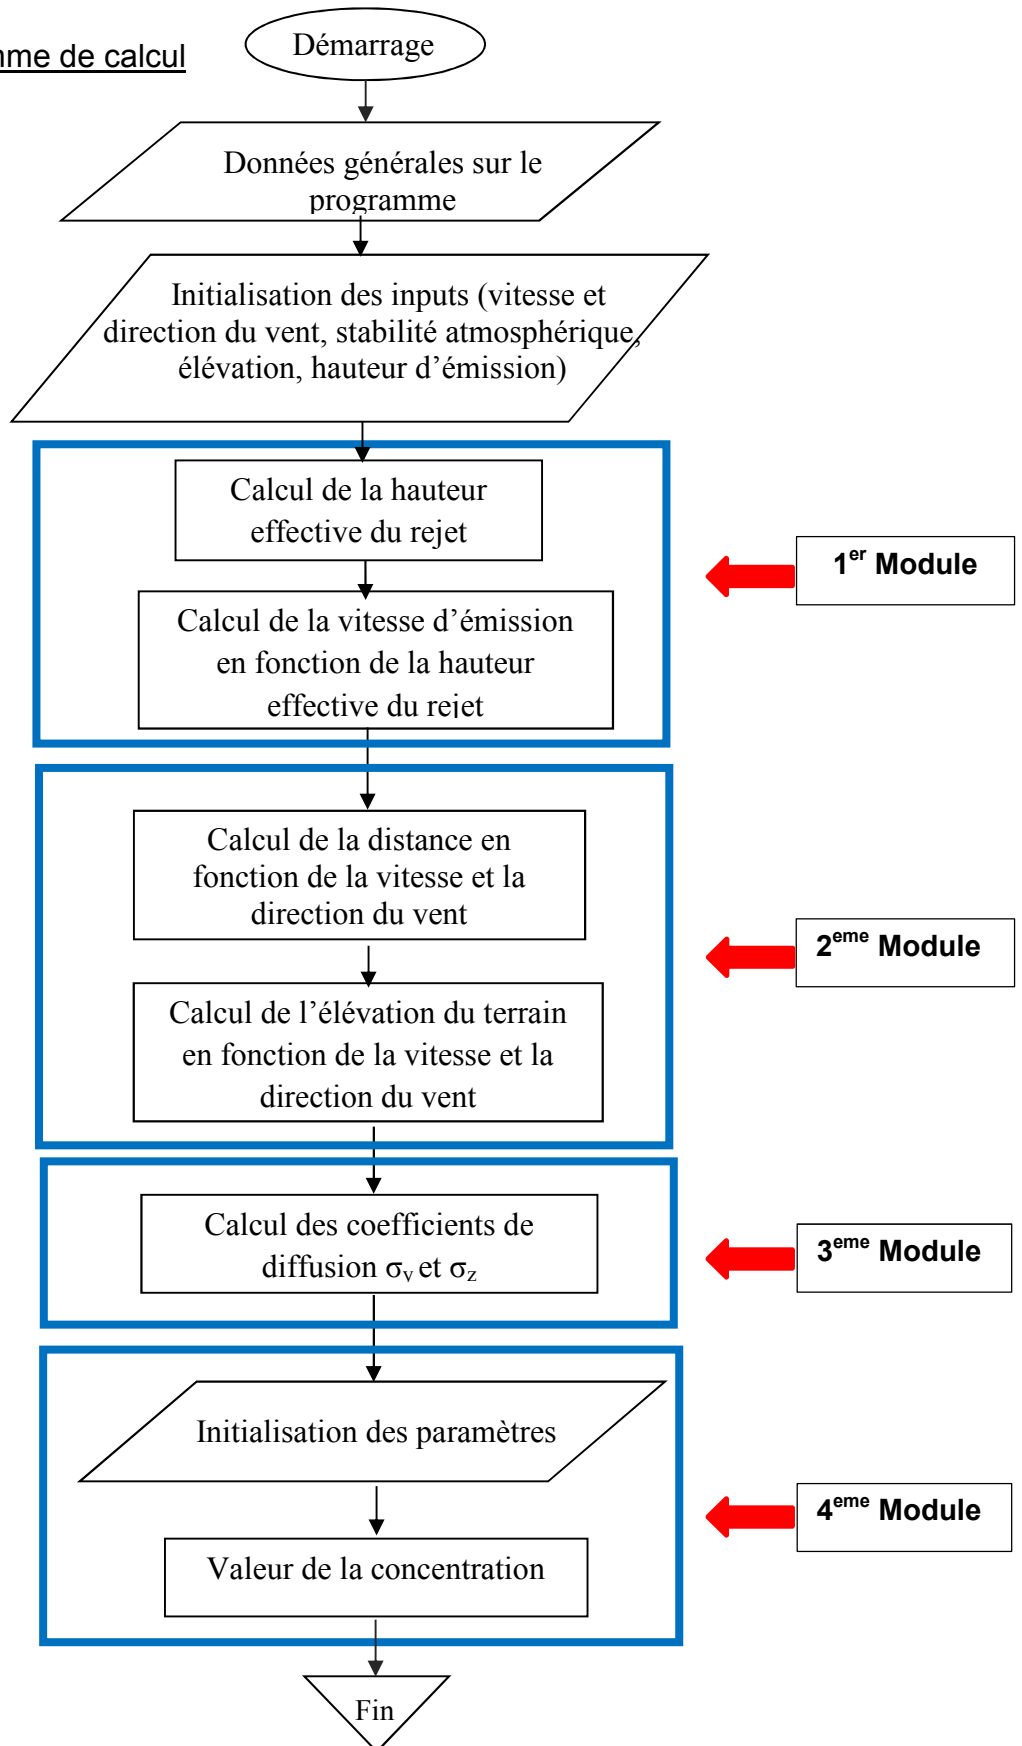 Démarrage
mme de calcul
Données générales sur le
programme
Initialisation des inputs (vitesse et
direction du vent, stabilité atmosphérique,
élévation, hauteur d’émission)
Calcul de la hauteur
effective du rejet
1er Module
Calcul de la vitesse d’émission
en fonction de la hauteur
effective du rejet
Calcul de la distance en
fonction de la vitesse et la
direction du vent
2eme Module
Calcul de l’élévation du terrain
en fonction de la vitesse et la
direction du vent
Calcul des coefficients de
diffusion σy et σz
3eme Module
Initialisation des paramètres
4eme Module
Valeur de la concentration
Fin